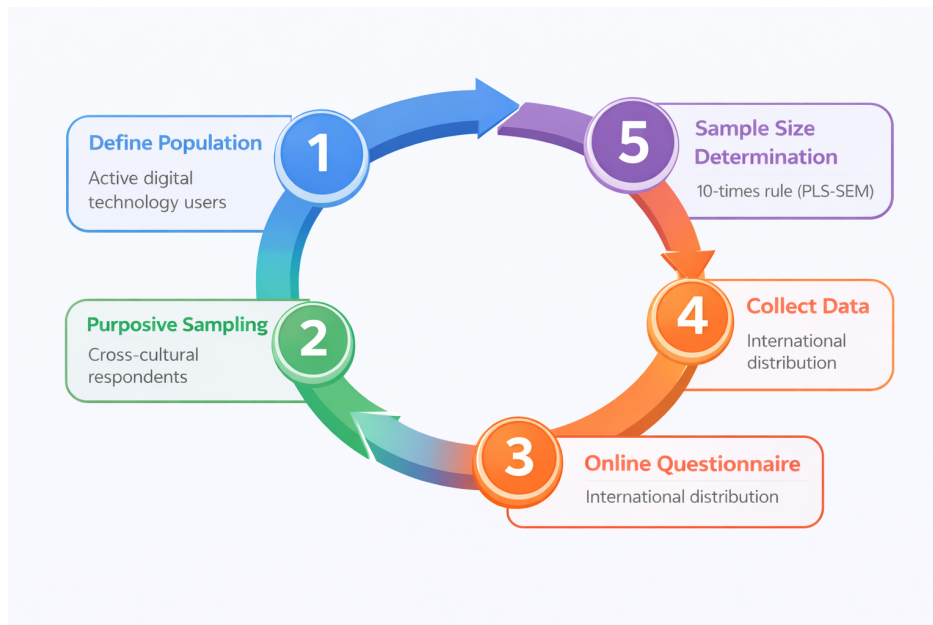 1
Define Population
Active digital
technology users
2
Purposive Sampling
Cross-cultural
respondents
3
Online Questionnaire
International distribution
4
Collect Data
International
distribution
5
Sample Size
Determination
10-times rule (PLS-SEM)